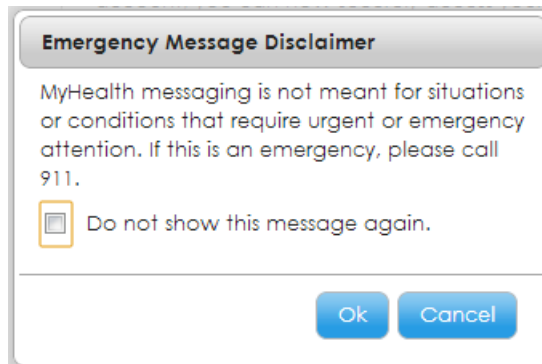 Emergency Message Disclaimer
MyHealth messaging is not meant for situations
or conditions that require urgent or emergency
attention. If this is an emergency, please call
911.
Do not show this message again.
Ok Cancel